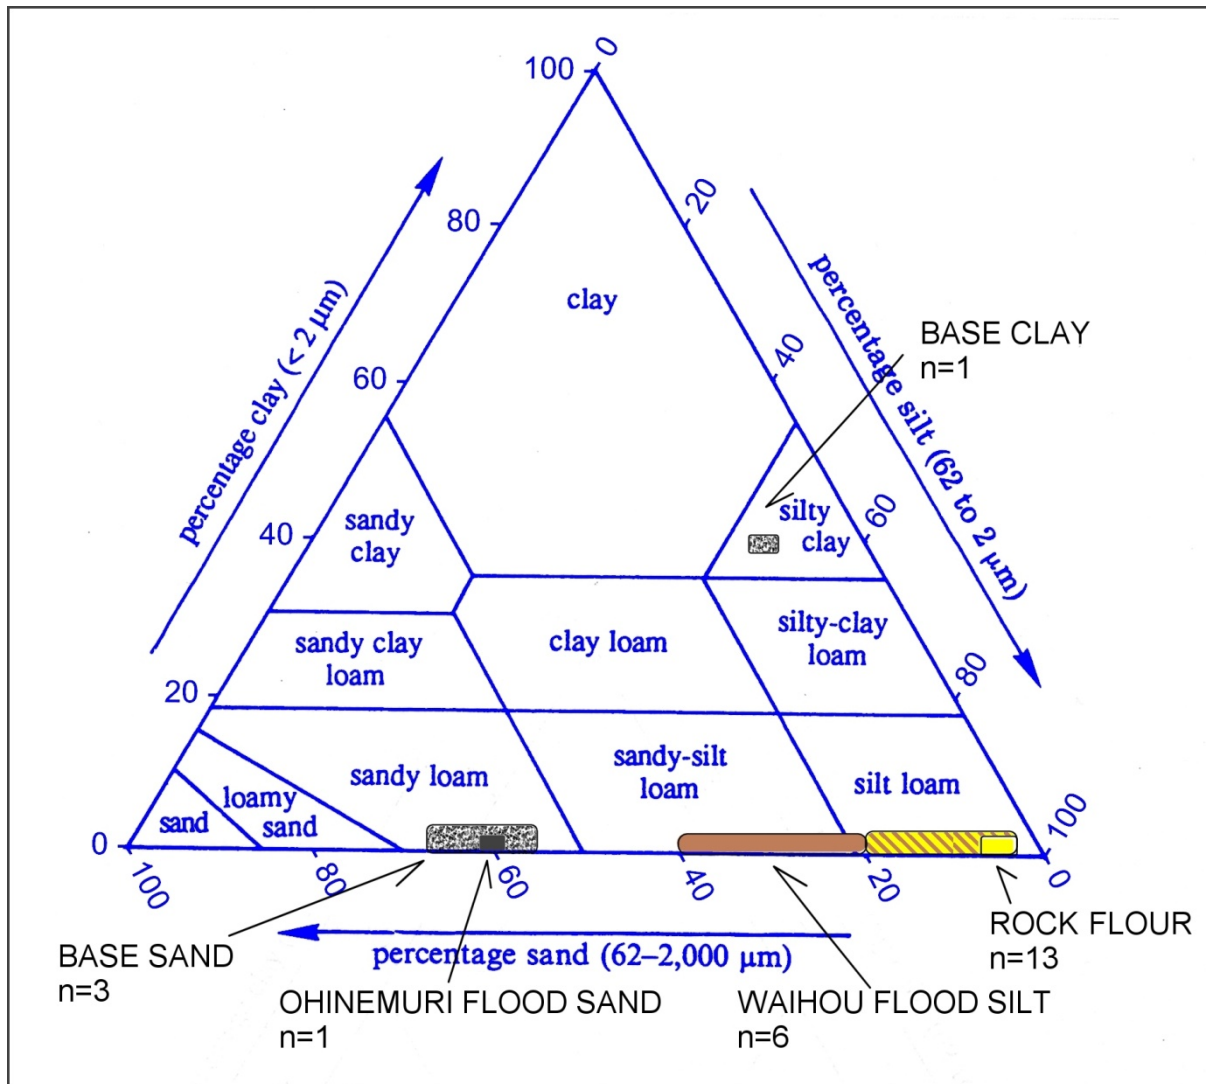 100
0
80
20
percentage clay (< 2 μm)
percentage silt (62 to 2 μm)
clay
BASE CLAY
n=1
60
40
sandy
clay
silty
clay
40
60
sandy clay
loam
clay loam
silty-clay
loam
20
80
sandy loam
sandy-silt
loam
silt loam
sand
loamy
sand
0
100
100
80
60
40
20
0
percentage sand (62–2,000 μm)
BASE SAND
n=3
OHINEMURI FLOOD SAND
n=1
WAIHOU FLOOD SILT
n=6
ROCK FLOUR
n=13